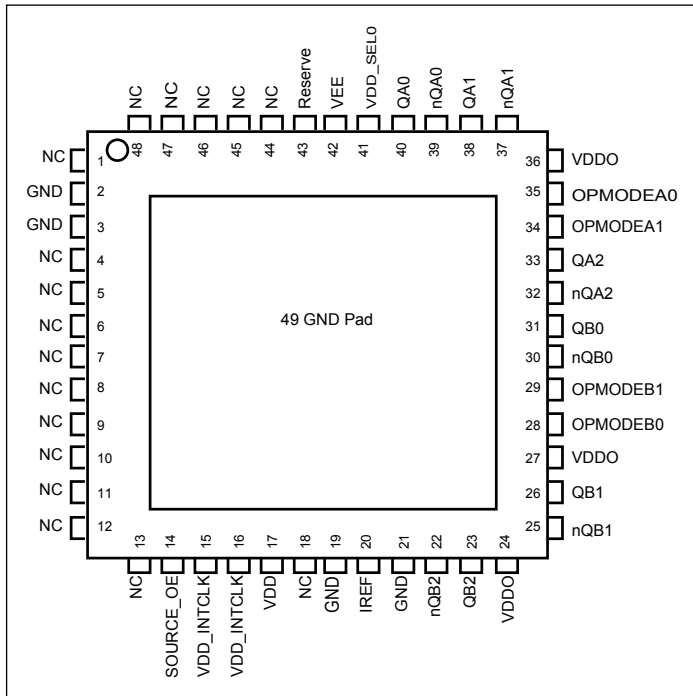 NC
NC
NC
NC
NC
Reserve
VEE
VDD_SEL0
QA0
nQA0
QA1
nQA1
48
47
46
45
44
43
42
41
40
39
38
37
NC 1
GND 2
GND 3
NC 4
NC 5
NC 6
NC 7
NC 8
NC 9
NC 10
NC 11
NC 12
49 GND Pad
36 VDDO
35 OPMODEA0
34 OPMODEA1
33 QA2
32 nQA2
31 QB0
30 nQB0
29 OPMODEB1
28 OPMODEB0
27 VDDO
26 QB1
25 nQB1
13
14
15
16
17
18
19
20
21
22
23
24
NC
SOURCE_OE
VDD_INTCLK
VDD_INTCLK
VDD
NC
GND
IREF
GND
nQB2
QB2
VDDO